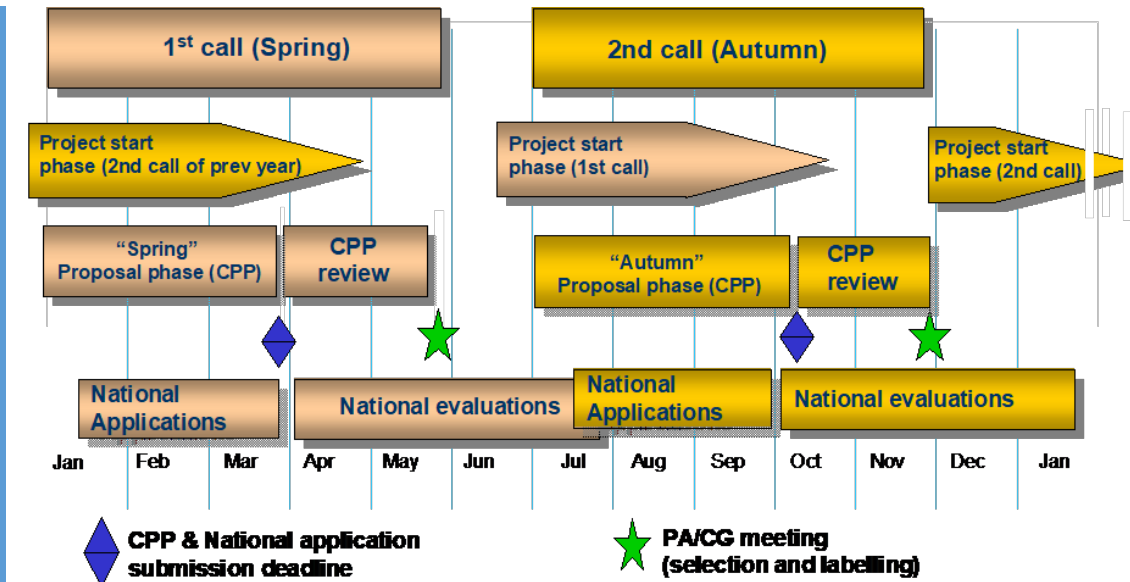 1st call (Spring)
2nd call (Autumn)
Project start
phase (2nd call of prev year)
Project start
phase (1st call)
Project start
phase (2nd call)
“Spring”
Proposal phase (CPP)
CPP
review
“Autumn”
Proposal phase (CPP)
CPP
review
National
Applications
National evaluations
National
Applications
National evaluations
Jan Feb Mar Apr May Jun Jul Aug Sep Oct Nov Dec Jan
CPP & National application
submission deadline
PA/CG meeting
(selection and labelling)